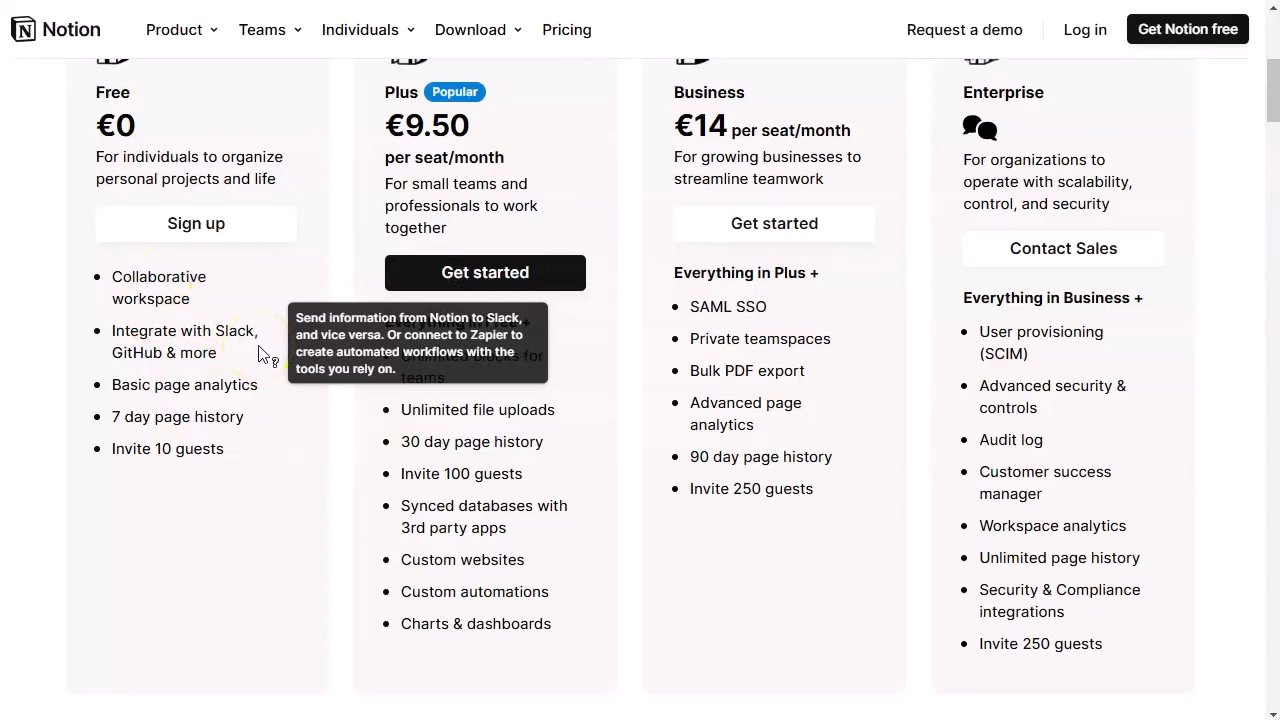 Notion
Product
Teams
Individuals
Download
Pricing
Request a demo
Log in
Get Notion free
Free
€0
For individuals to organize
personal projects and life
Sign up
Collaborative
workspace
Integrate with Slack,
GitHub & more
Basic page analytics
7 day page history
Invite 10 guests
Send information from Notion to Slack,
and vice versa. Or connect to Zapier to
create automated workflows with the
tools you rely on.
Plus
Popular
€9.50
per seat/month
For small teams and
professionals to work
together
Get started
Everything in Free +
Unlimited blocks for
teams
Unlimited file uploads
30 day page history
Invite 100 guests
Synced databases with
3rd party apps
Custom websites
Custom automations
Charts & dashboards
Business
€14 per seat/month
For growing businesses to
streamline teamwork
Get started
Everything in Plus +
SAML SSO
Private teamspaces
Bulk PDF export
Advanced page
analytics
90 day page history
Invite 250 guests
Enterprise
For organizations to
operate with scalability,
control, and security
Contact Sales
Everything in Business +
User provisioning
(SCIM)
Advanced security &
controls
Audit log
Customer success
manager
Workspace analytics
Unlimited page history
Security & Compliance
integrations
Invite 250 guests